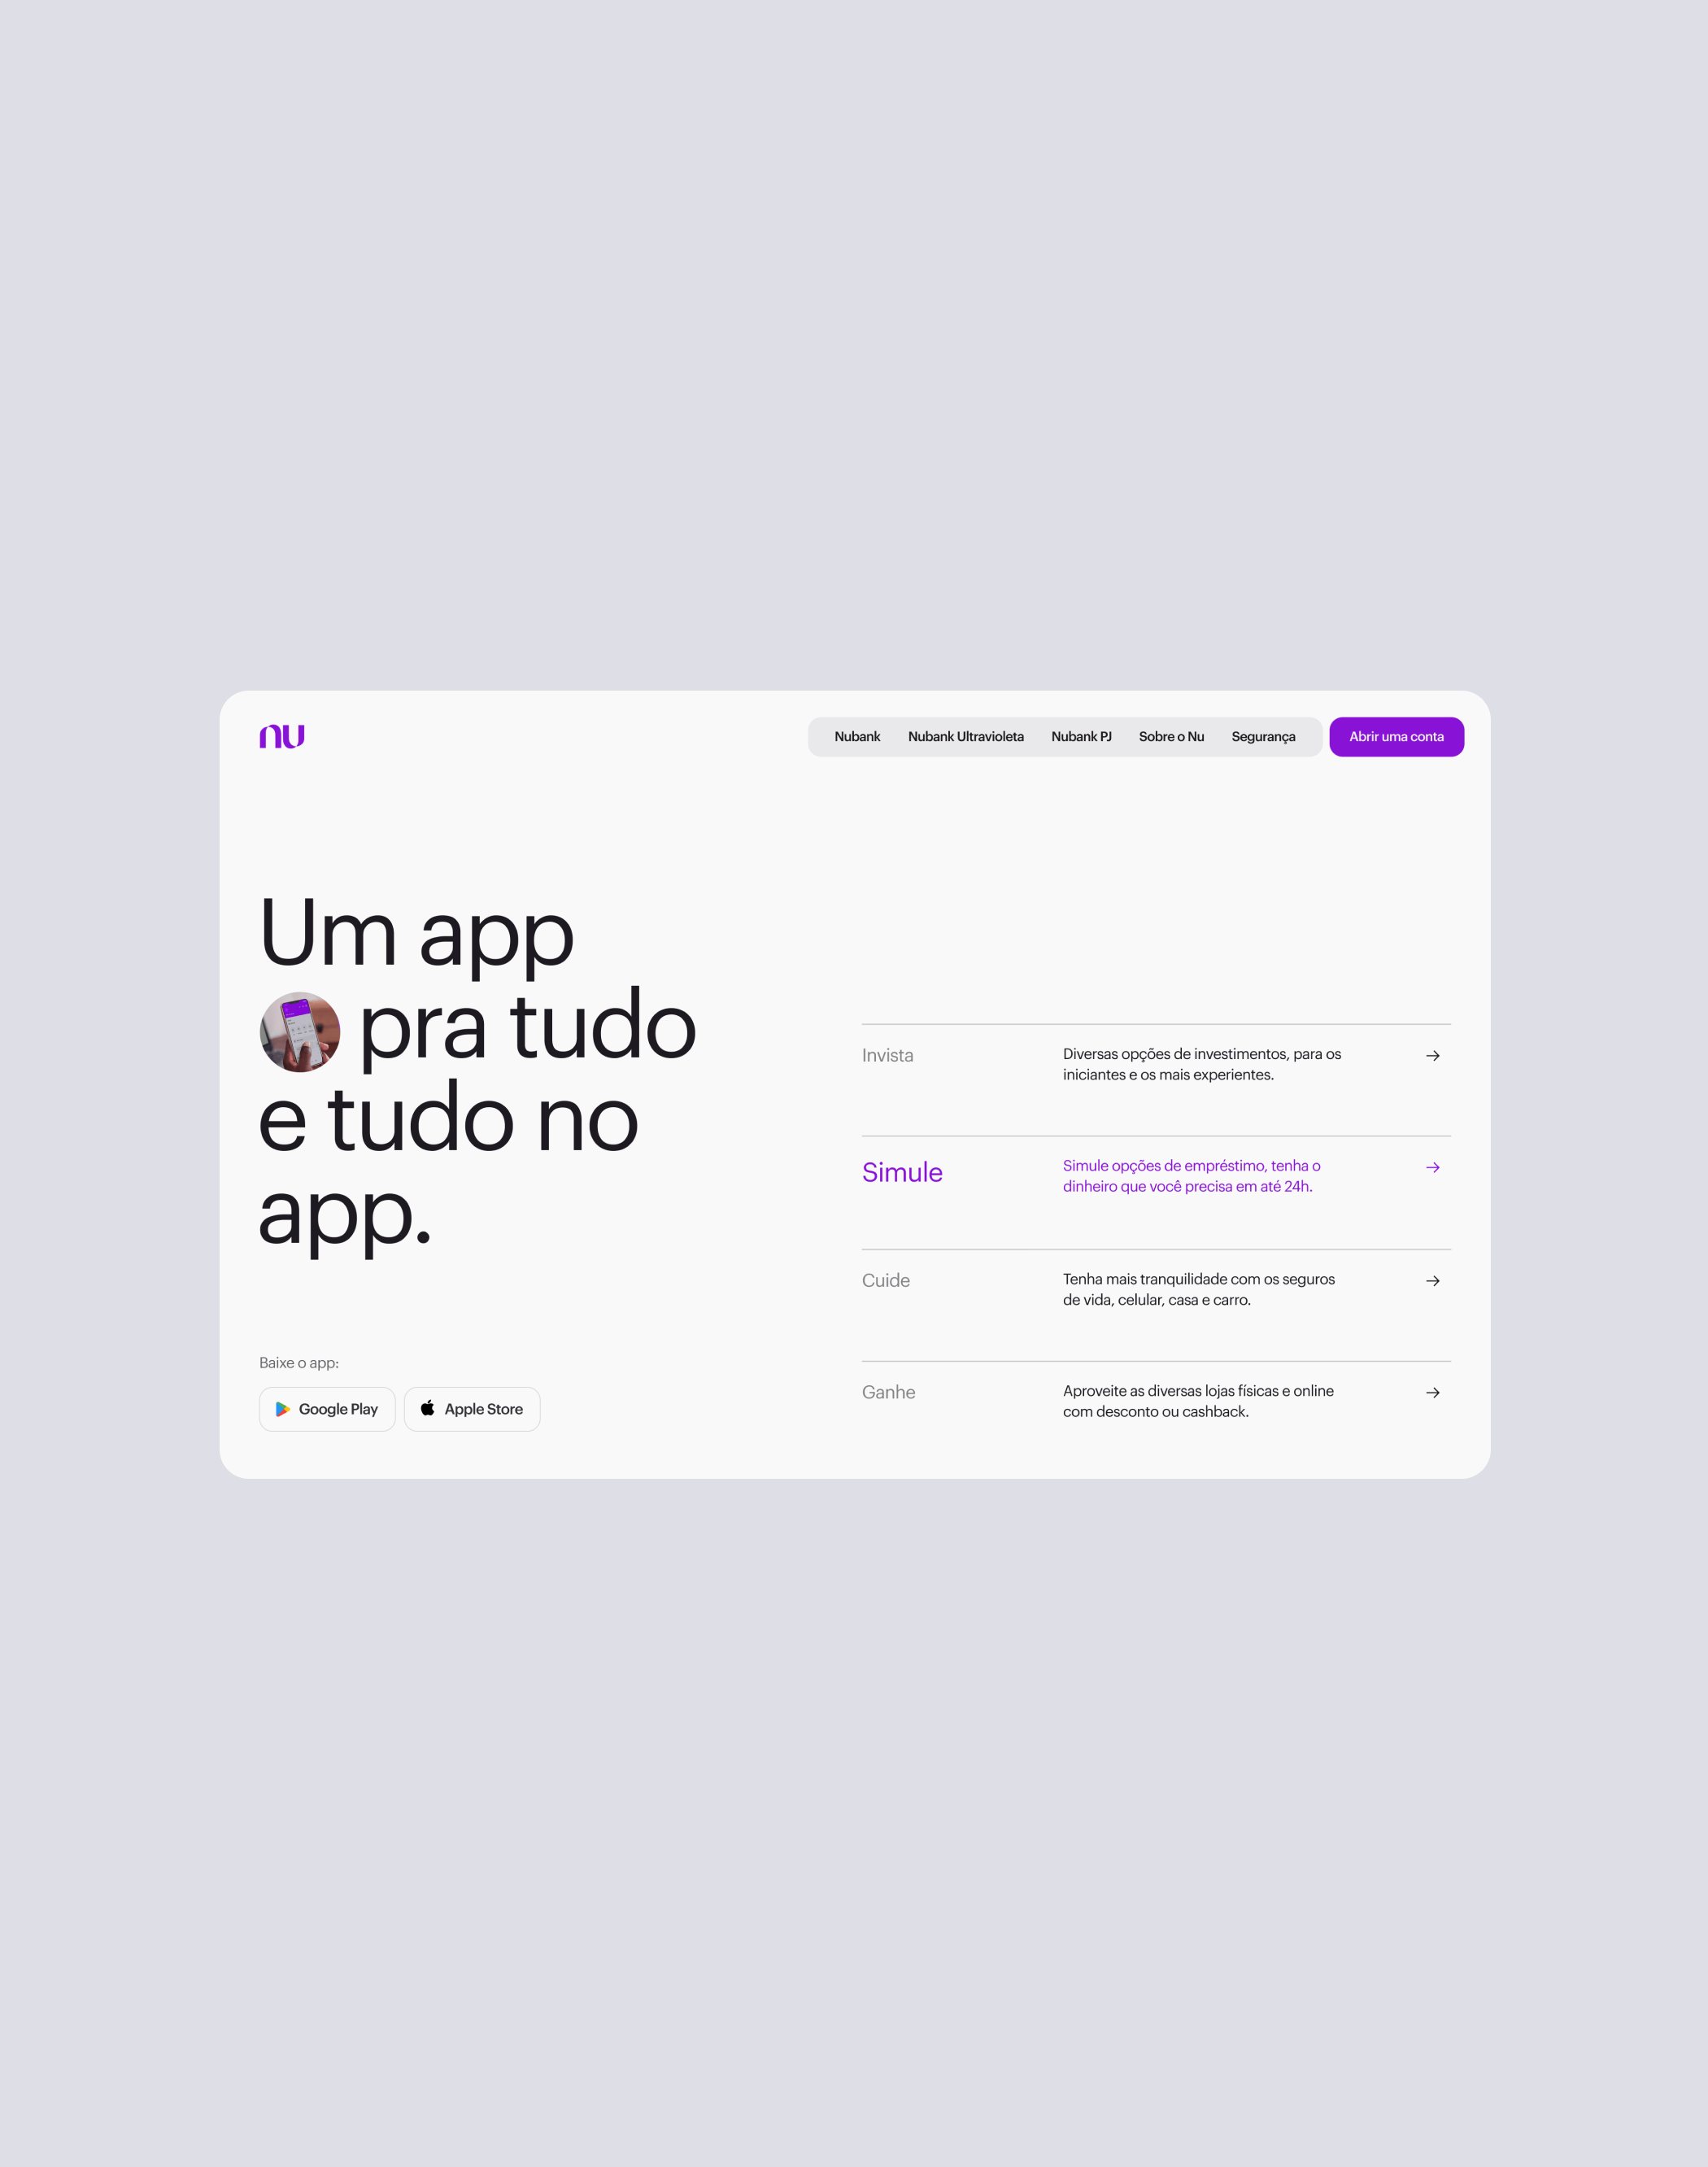 nu
Nubank
Nubank Ultravioleta
Nubank PJ
Sobre o Nu
Segurança
Abrir uma conta
Um app
pra tudo
e tudo no
app.
Baixe o app:
Google Play
Apple Store
Invista
Diversas opções de investimentos, para os
iniciantes e os mais experientes.
Simule
Simule opções de empréstimo, tenha o
dinheiro que você precisa em até 24h.
Cuide
Tenha mais tranquilidade com os seguros
de vida, celular, casa e carro.
Ganhe
Aproveite as diversas lojas físicas e online
com desconto ou cashback.